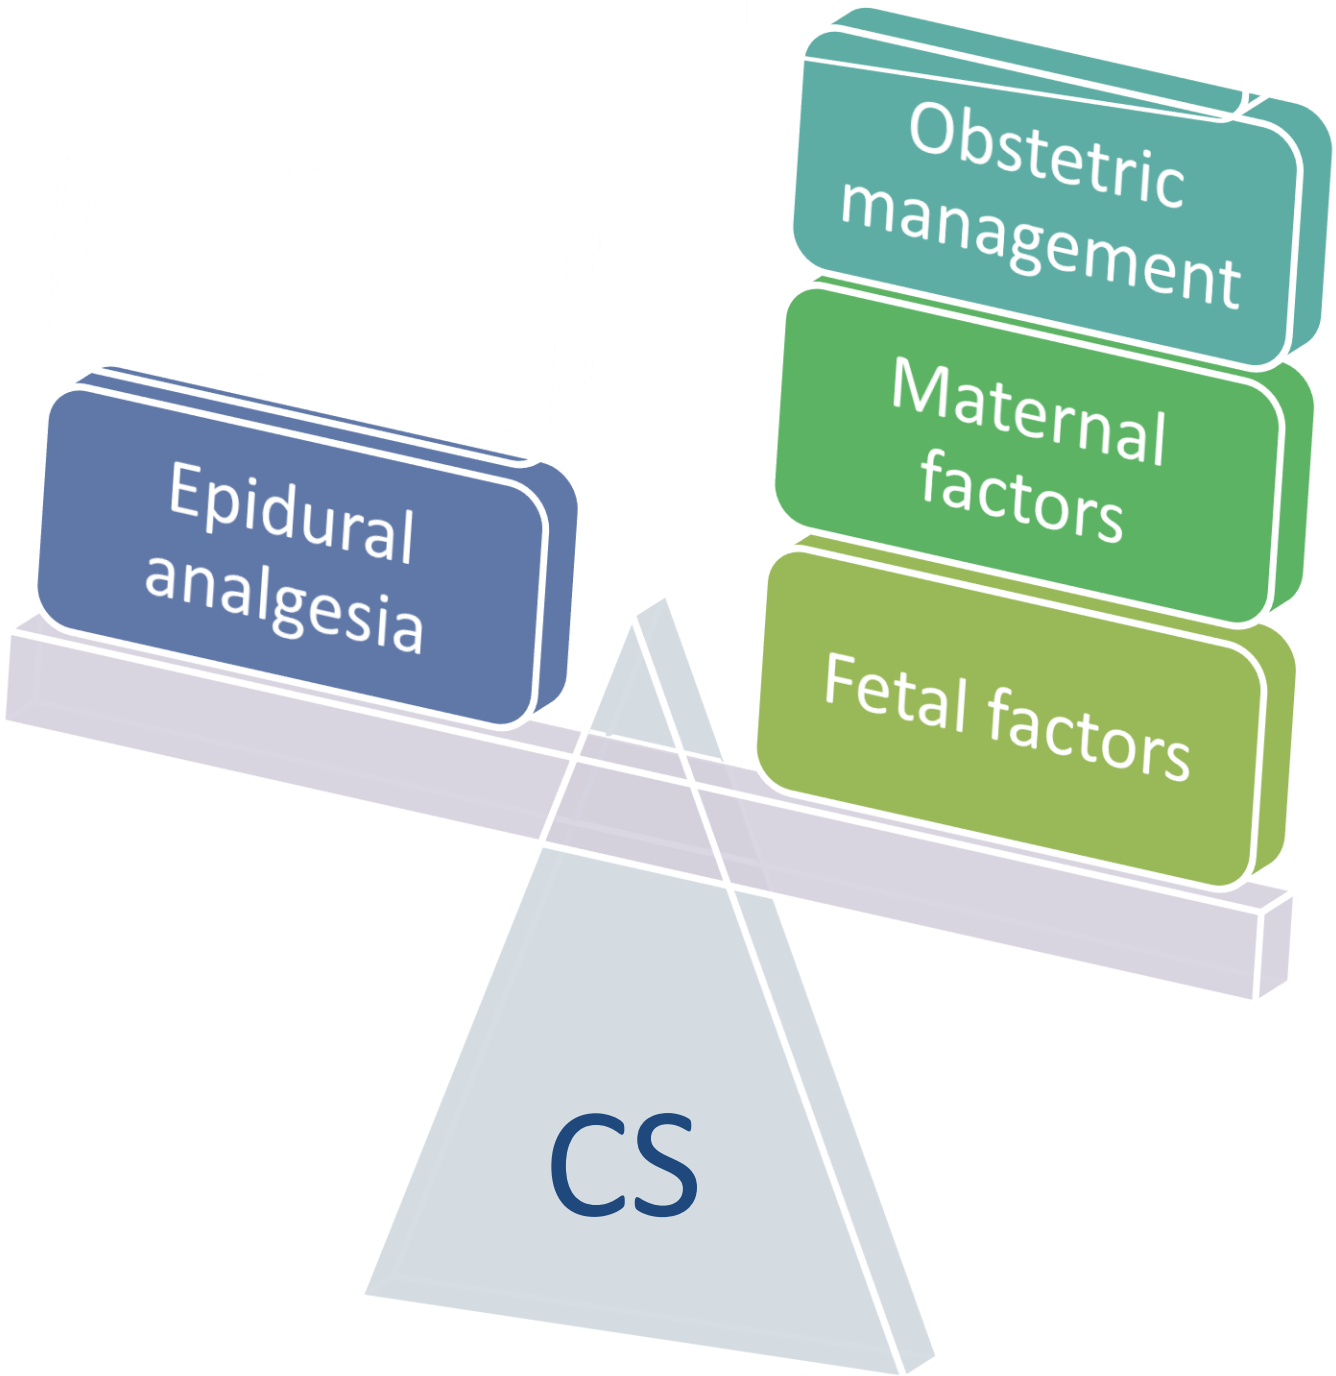 Obstetric
management
Maternal
factors
Fetal factors
Epidural
analgesia
CS